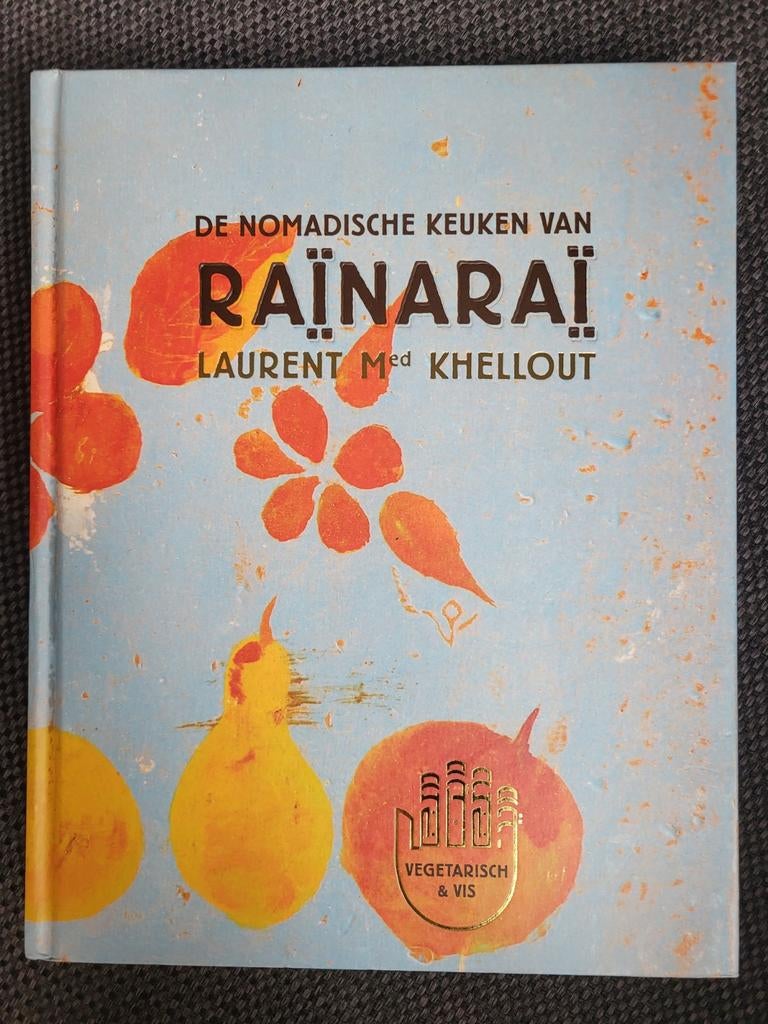 DE NOMADISCHE KEUKEN VAN
RAÏNARAÏ
LAURENT Med KHELLOUT
VEGETARISCH
& VIS